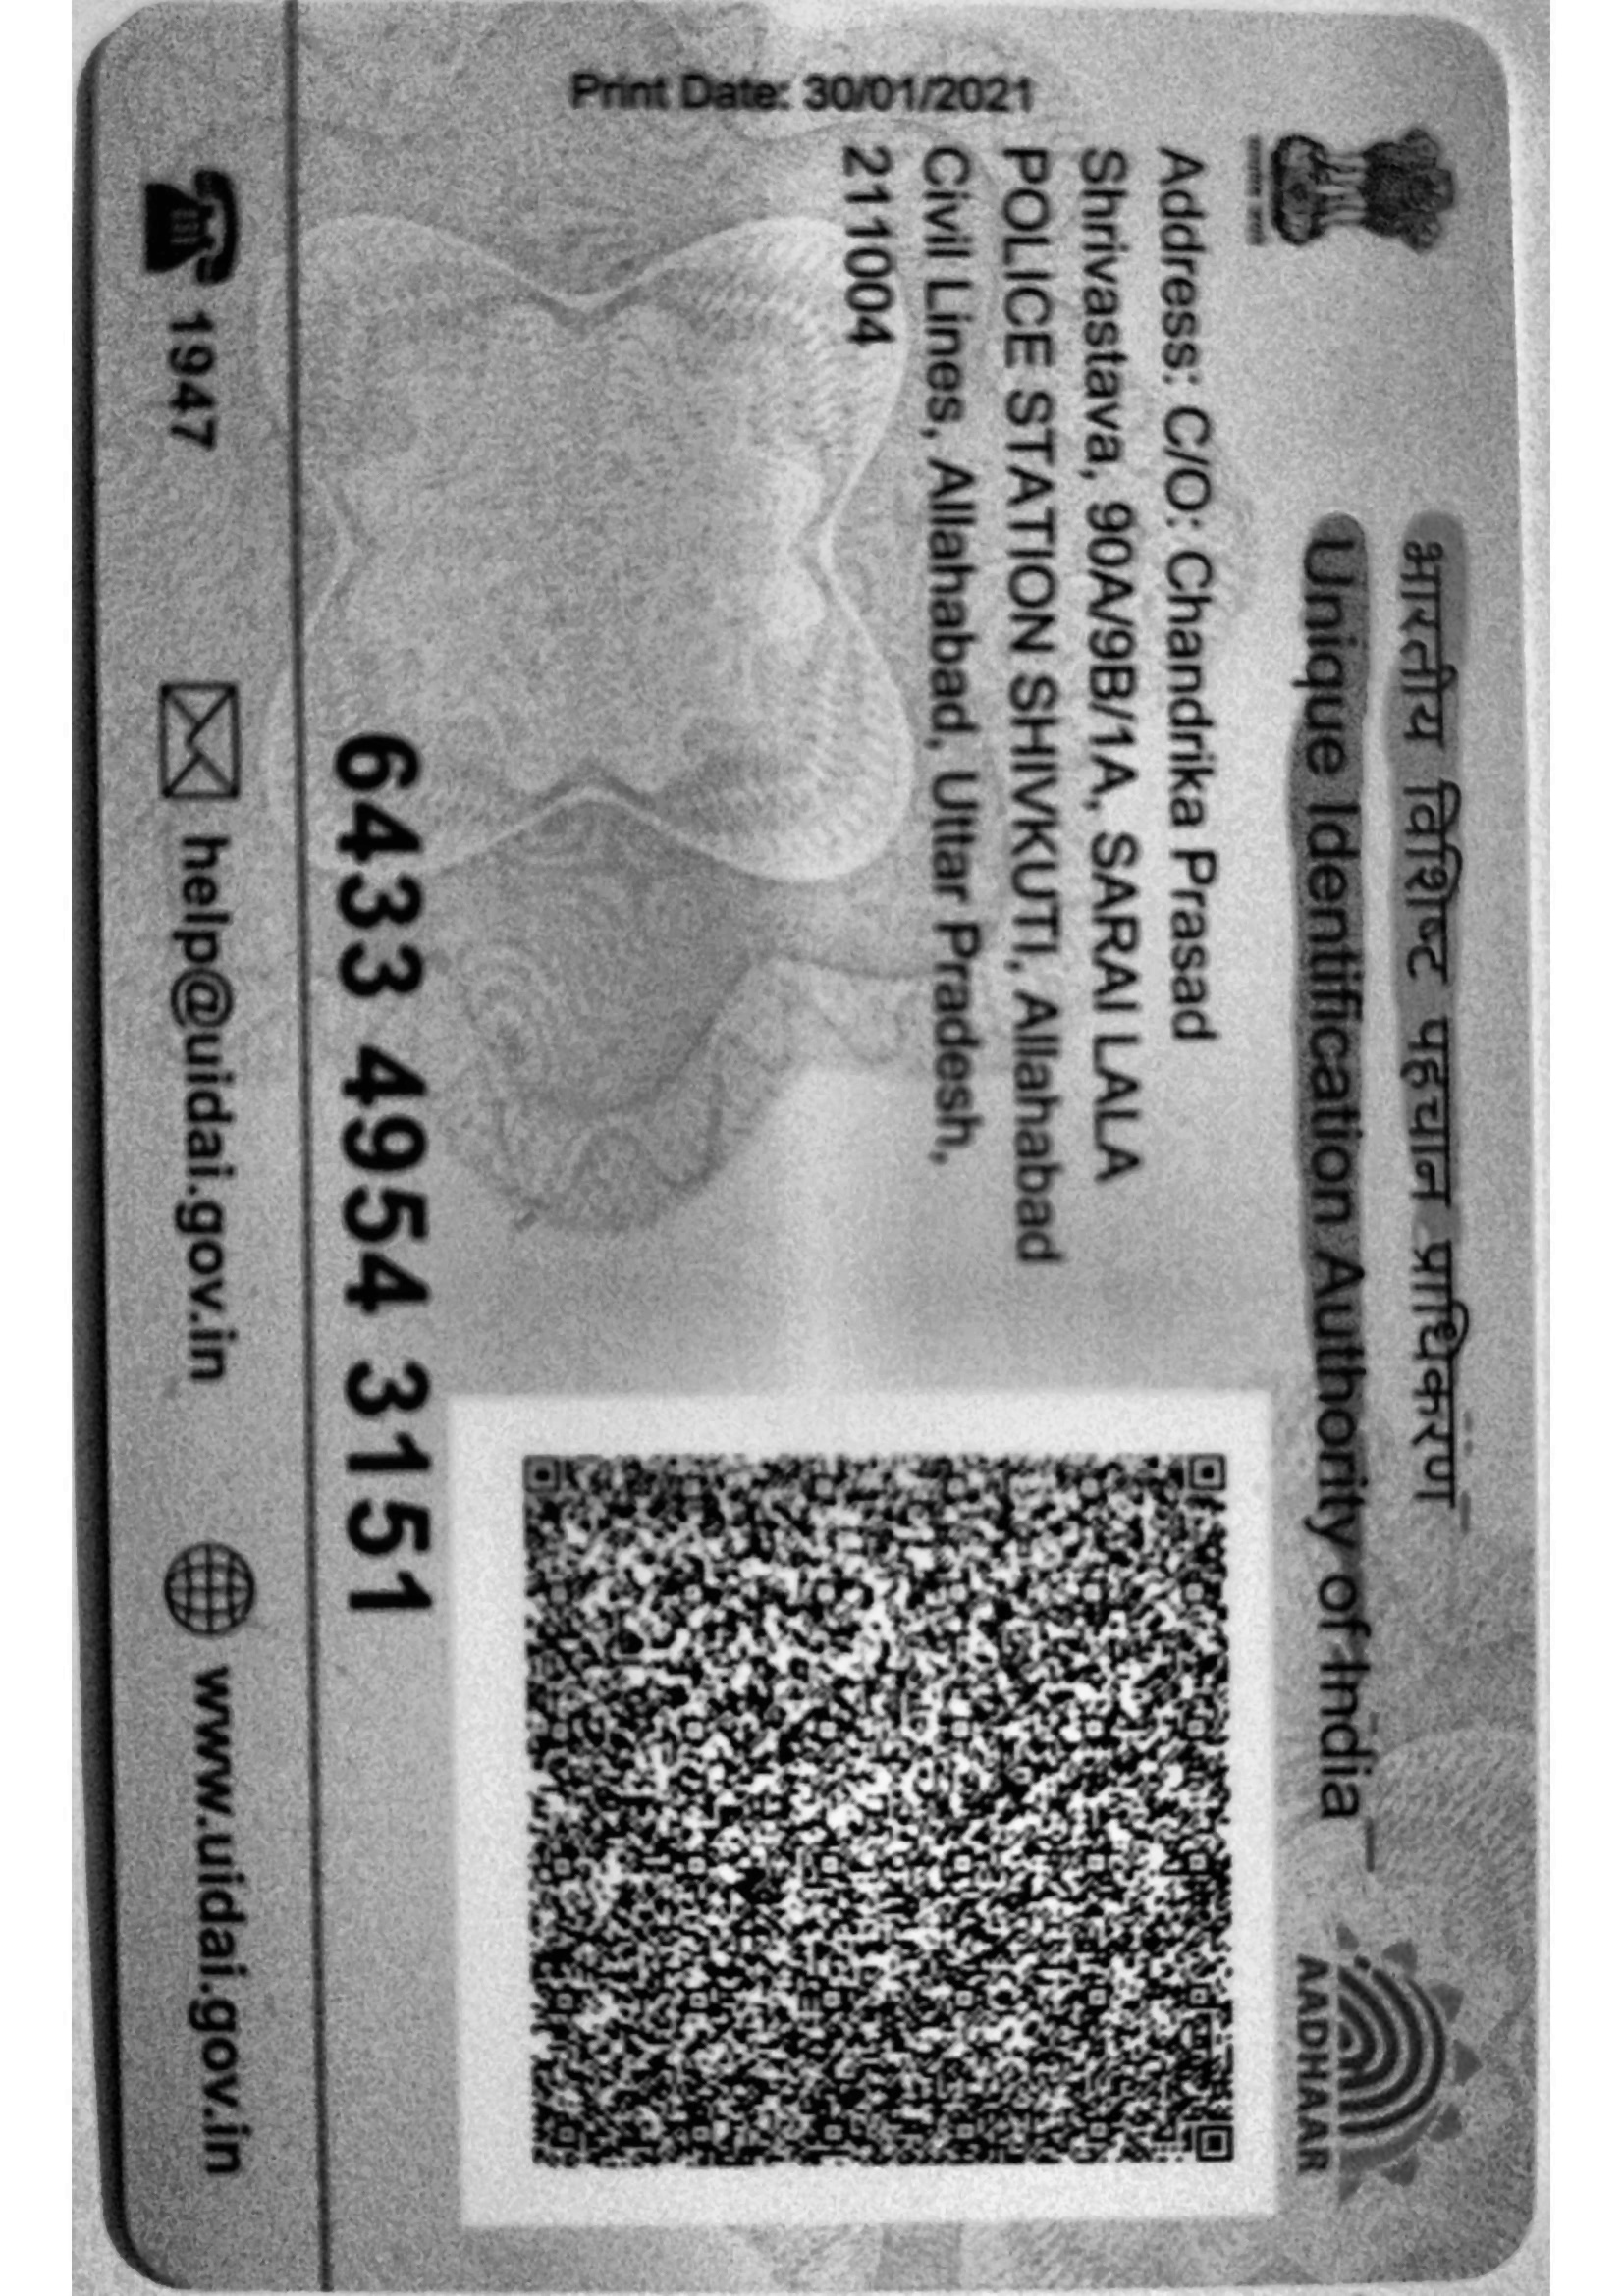 भारतीय विशिष्ट पहचान प्राधिकरण
Unique Identification Authority of India
AADHAAR
Address: C/O: Chandrika Prasad
Shrivastava, 90A/9B/1A, SARAI LALA
POLICE STATION SHIVKUTI, Allahabad
Civil Lines, Allahabad, Uttar Pradesh,
211004
Print Date: 30/01/2021
6433 4954 3151
1947
help@uidai.gov.in
www.uidai.gov.in